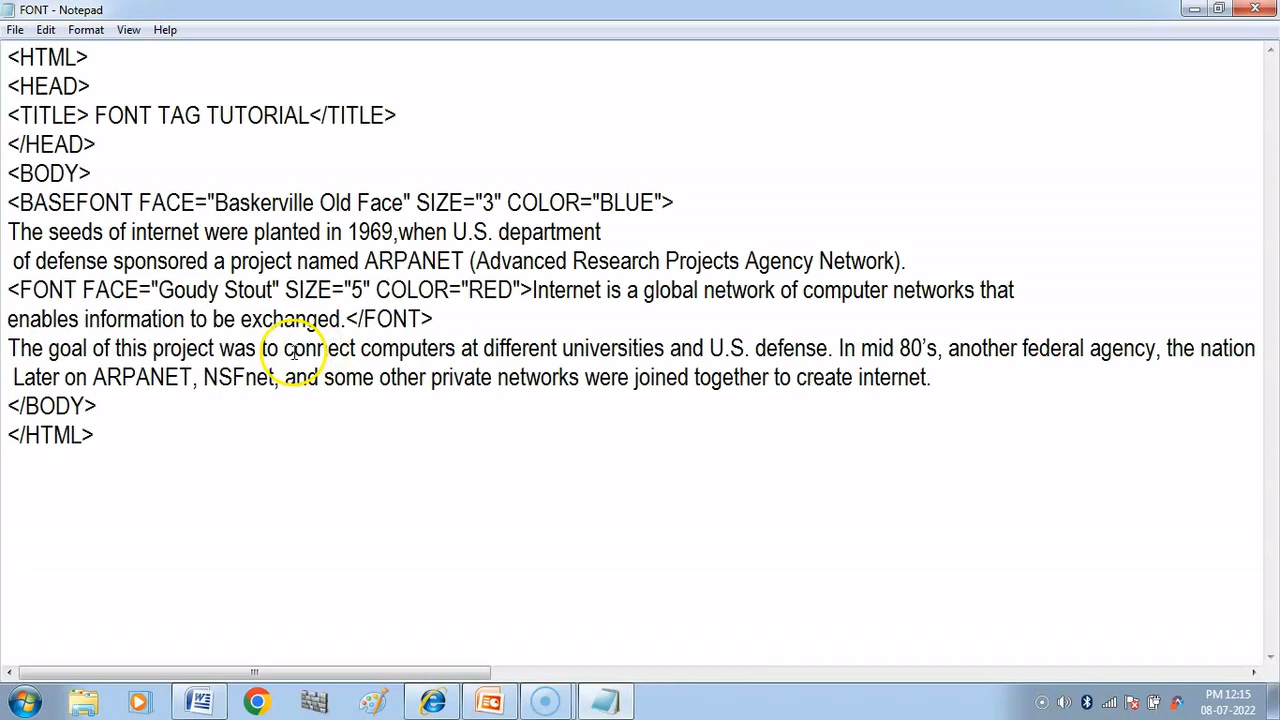 FONT - Notepad
File Edit Format View Help
<HTML>
<HEAD>
<TITLE> FONT TAG TUTORIAL</TITLE>
</HEAD>
<BODY>
<BASEFONT FACE="Baskerville Old Face" SIZE="3" COLOR="BLUE">
The seeds of internet were planted in 1969,when U.S. department
of defense sponsored a project named ARPANET (Advanced Research Projects Agency Network).
<FONT FACE="Goudy Stout" SIZE="5" COLOR="RED">Internet is a global network of computer networks that
enables information to be exchanged.</FONT>
The goal of this project was to connect computers at different universities and U.S. defense. In mid 80’s, another federal agency, the nation
Later on ARPANET, NSFnet, and some other private networks were joined together to create internet.
</BODY>
</HTML>
PM 12:15
08-07-2022